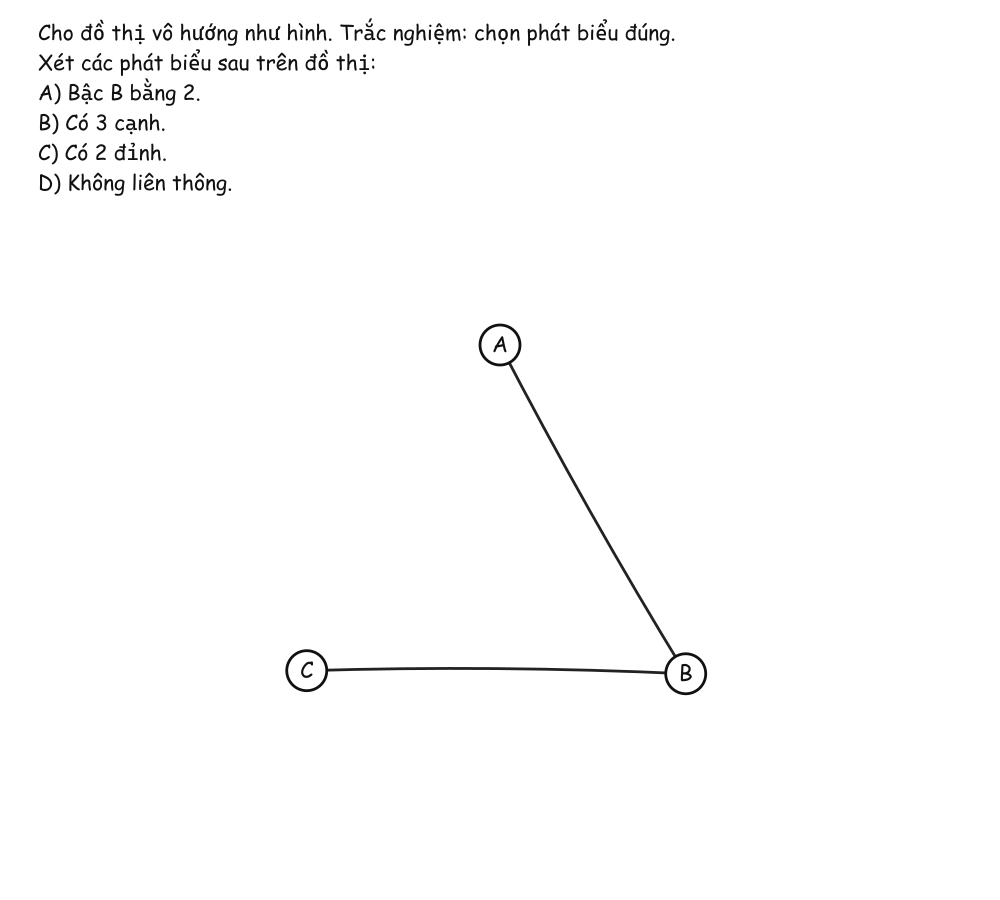 Cho đồ thị vô hướng như hình. Trắc nghiệm: chọn phát biểu đúng.
Xét các phát biểu sau trên đồ thị:
A) Bậc B bằng 2.
B) Có 3 cạnh.
C) Có 2 đỉnh.
D) Không liên thông.
A
C
B